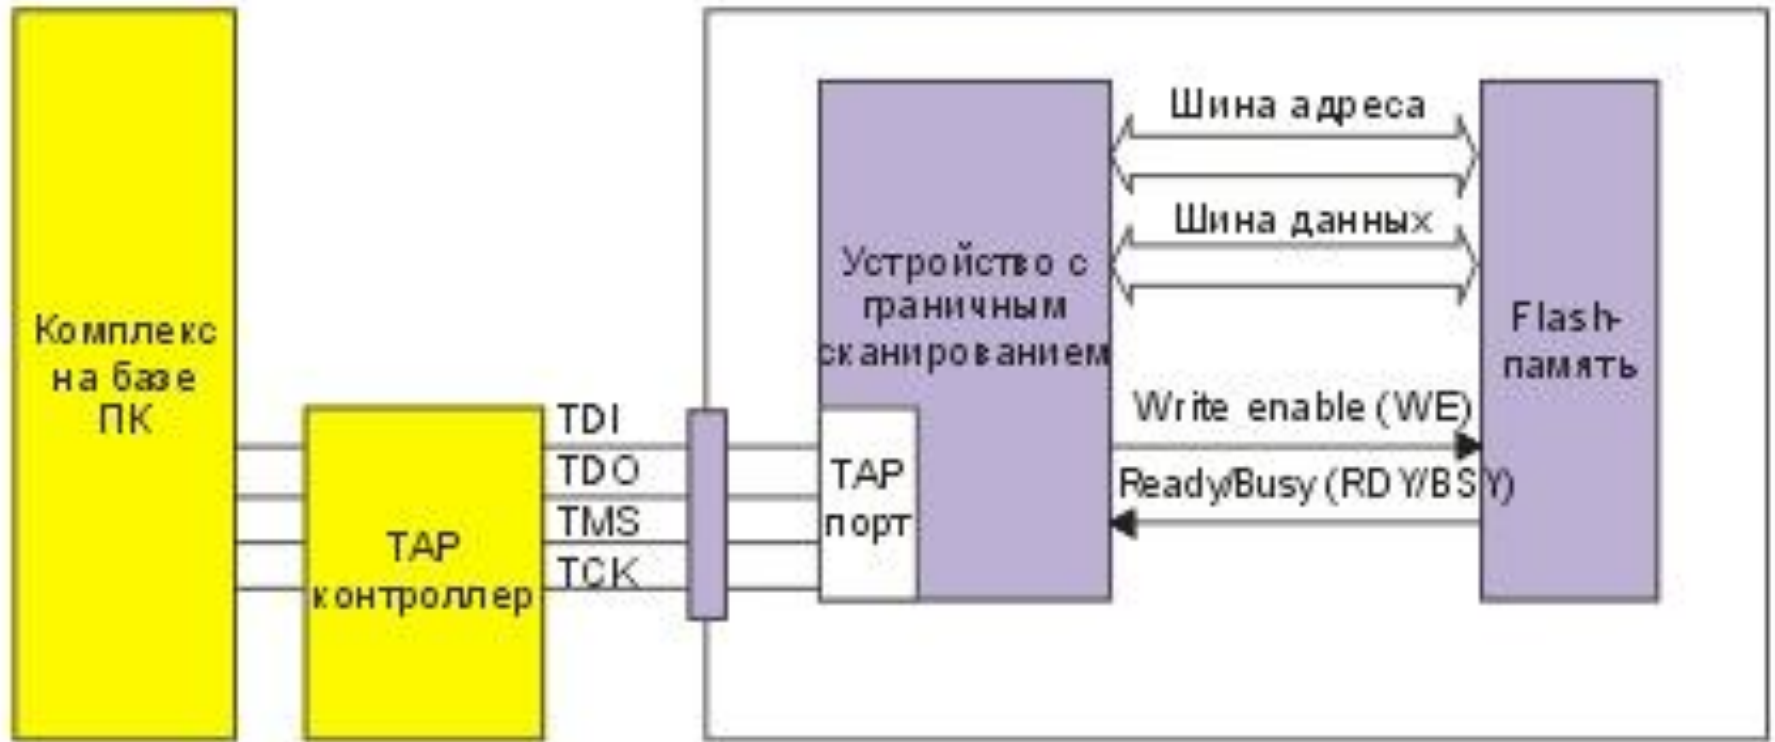 Комплекс
на базе
ПК
TAP
контроллер
TDI
TDO
TMS
TCK
TAP
порт
Устройство с
граничным
сканированием
Шина адреса
Шина данных
Write enable (WE)
Ready/Busy (RDY/BSY)
Flash-
память